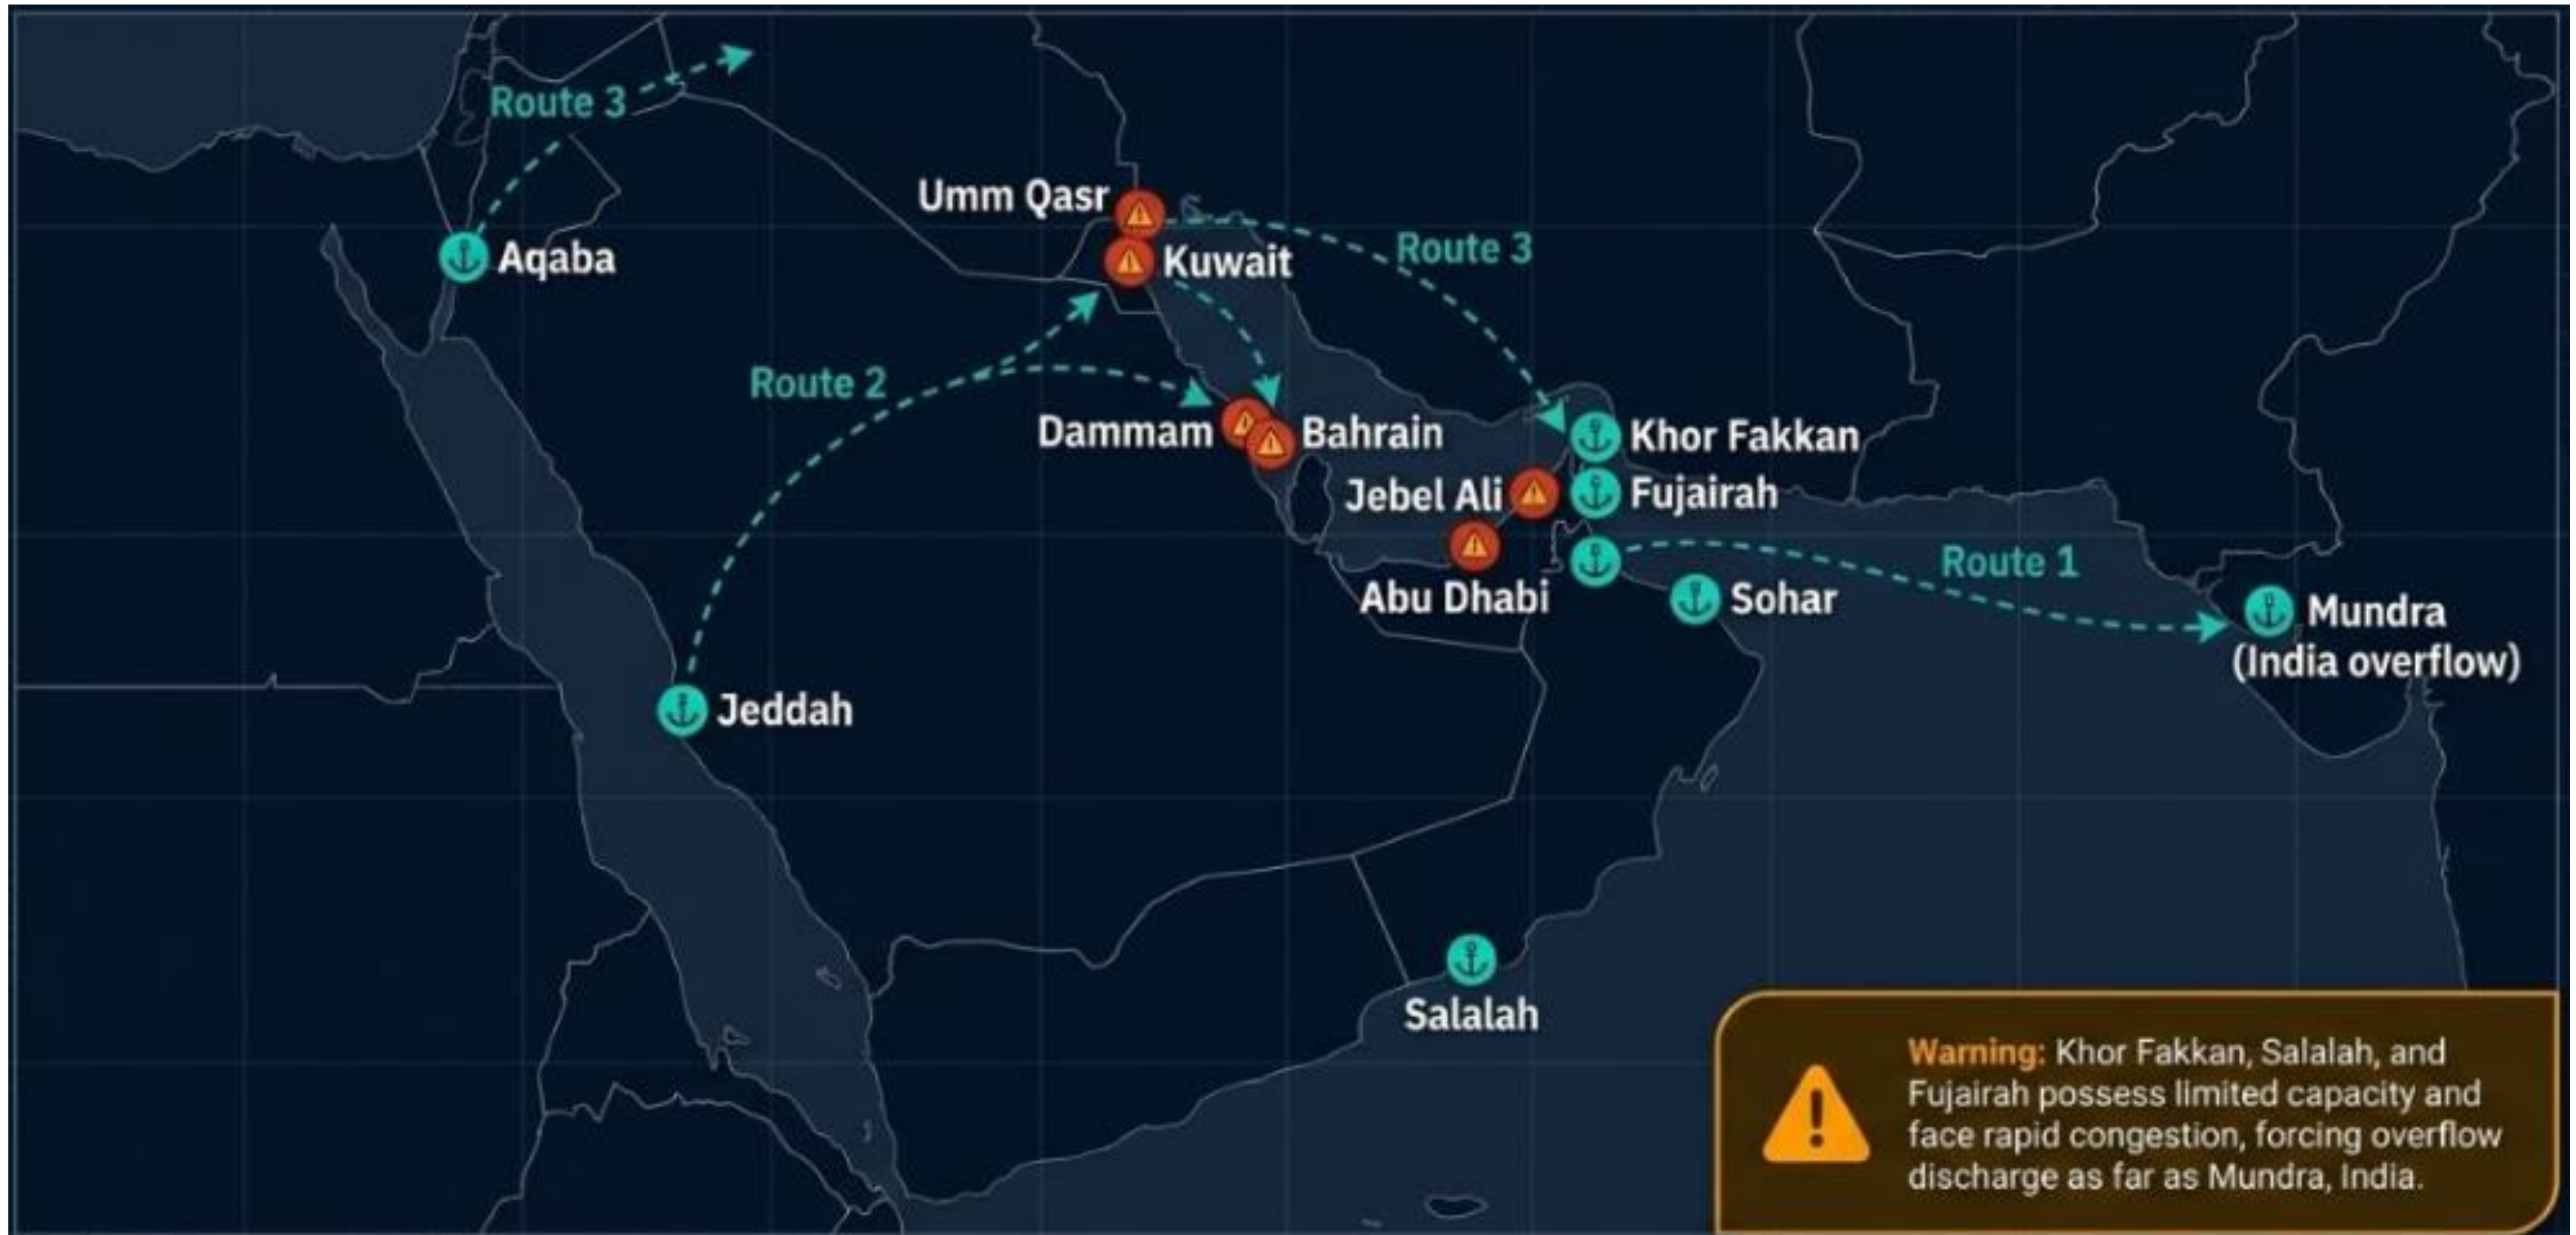 Route 3
Umm Qasr
Route 3
Aqaba
Kuwait
Route 2
Dammam
Bahrain
Khor Fakkan
Jebel Ali
Fujairah
Route 1
Abu Dhabi
Sohar
Mundra
(India overflow)
Jeddah
Salalah
Warning: Khor Fakkan, Salalah, and
Fujairah possess limited capacity and
face rapid congestion, forcing overflow
discharge as far as Mundra, India.